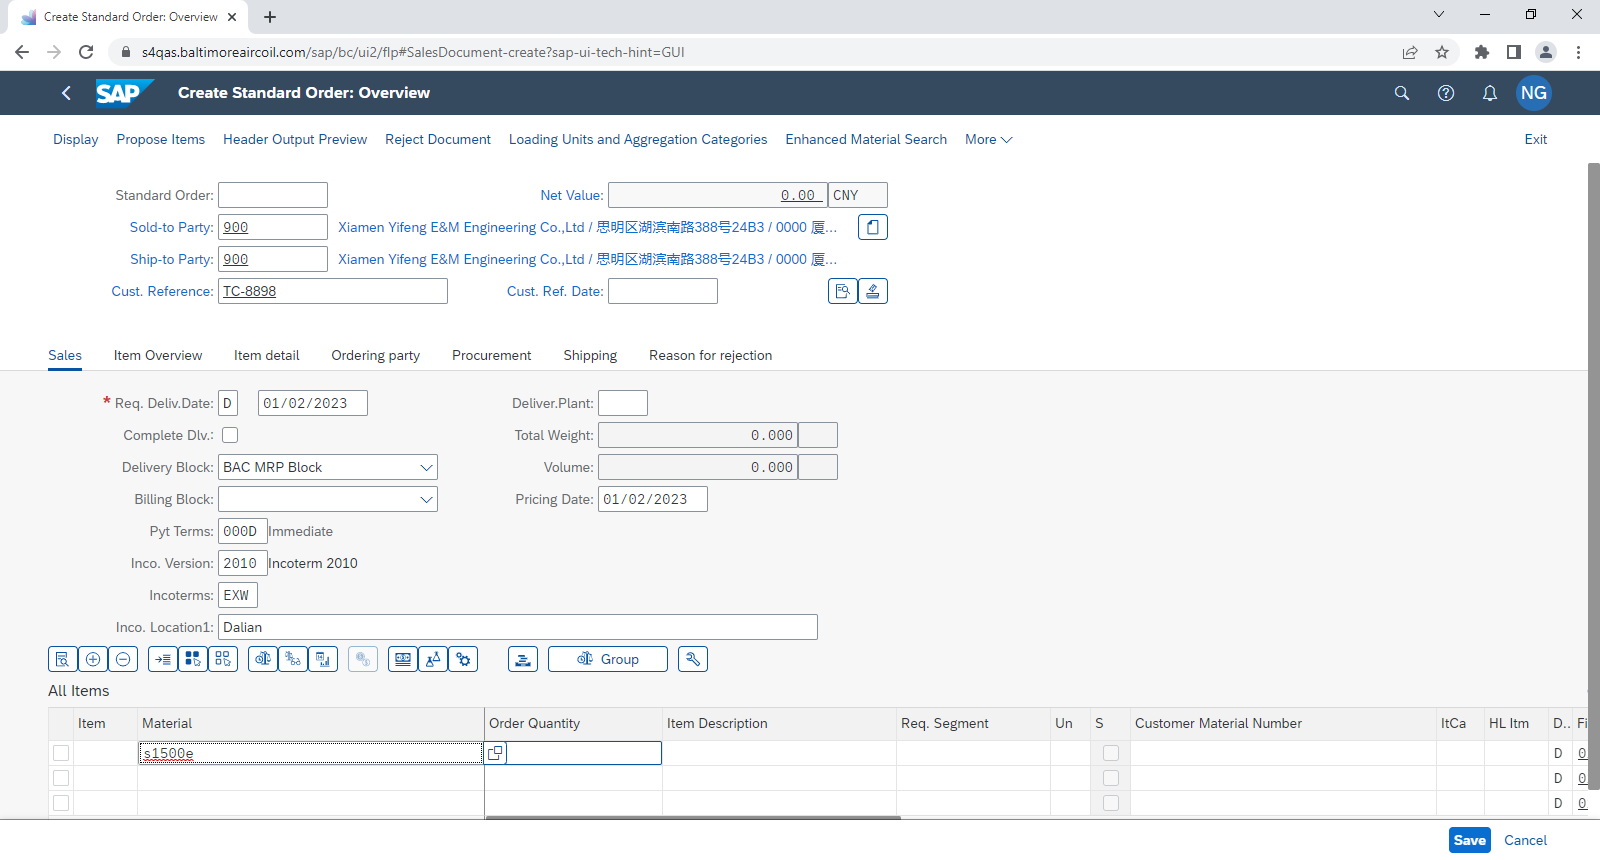 Create Standard Order: Overview
s4qas.baltimoreaircoil.com/sap/bc/ui2/flp#SalesDocument-create?sap-ui-tech-hint=GUI
SAP Create Standard Order: Overview NG
Display Propose Items Header Output Preview Reject Document Loading Units and Aggregation Categories Enhanced Material Search More Exit
Standard Order: Net Value: 0.00 CNY
Sold-to Party: 900 Xiamen Yifeng E&M Engineering Co.,Ltd / 思明区湖滨南路388号24B3 / 0000 厦...
Ship-to Party: 900 Xiamen Yifeng E&M Engineering Co.,Ltd / 思明区湖滨南路388号24B3 / 0000 厦...
Cust. Reference: TC-8898 Cust. Ref. Date:
Sales Item Overview Item detail Ordering party Procurement Shipping Reason for rejection
* Req. Deliv.Date: D 01/02/2023 Deliver.Plant:
Complete Dlv.: Total Weight: 0.000
Delivery Block: BAC MRP Block Volume: 0.000
Billing Block: Pricing Date: 01/02/2023
Pyt Terms: 000D Immediate
Inco. Version: 2010 Incoterm 2010
Incoterms: EXW
Inco. Location1: Dalian
Group
All Items
Item Material Order Quantity Item Description Req. Segment Un S Customer Material Number ItCa HL Itm D.. Fi
s1500e D 0
D 0
D 0
Save Cancel